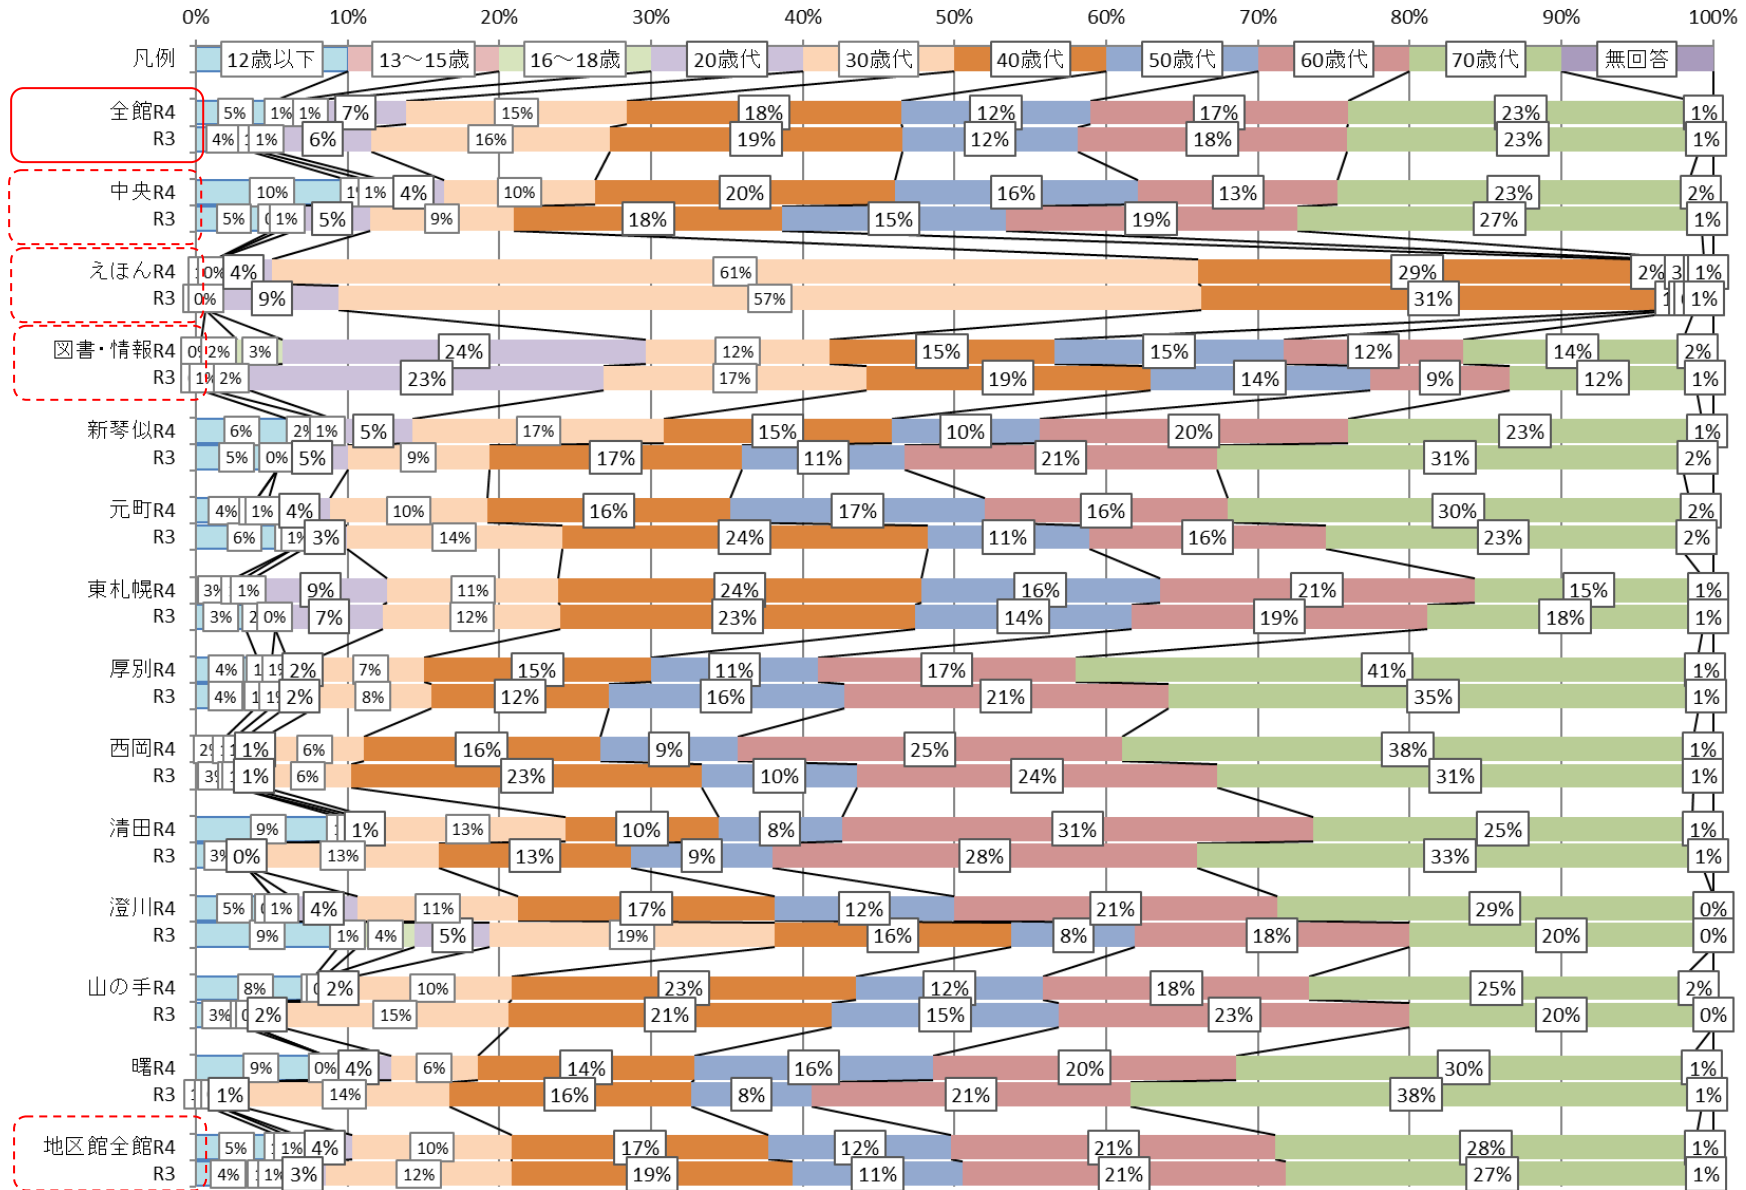 0% 10% 20% 30% 40% 50% 60% 70% 80% 90% 100%
凡例 12歳以下 13～15歳 16～18歳 20歳代 30歳代 40歳代 50歳代 60歳代 70歳代 無回答
全館R4 5% 1% 1% 7% 15% 18% 12% 17% 23% 1%
R3 4% 1% 6% 16% 19% 12% 18% 23% 1%
中央R4 10% 1% 4% 10% 20% 16% 13% 23% 2%
R3 5% 1% 5% 9% 18% 15% 19% 27% 1%
えほんR4 0% 4% 61% 29% 2% 3 1%
R3 0% 9% 57% 31% 1%
図書・情報R4 0 2% 3% 24% 12% 15% 15% 12% 14% 2%
R3 1% 2% 23% 17% 19% 14% 9% 12% 1%
新琴似R4 6% 2 1% 5% 17% 15% 10% 20% 23% 1%
R3 5% 0% 5% 9% 17% 11% 21% 31% 2%
元町R4 4% 1% 4% 10% 16% 17% 16% 30% 2%
R3 6% 1% 3% 14% 24% 11% 16% 23% 2%
東札幌R4 3% 1% 9% 11% 24% 16% 21% 15% 1%
R3 3% 2 0% 7% 12% 23% 14% 19% 18% 1%
厚別R4 4% 1 1% 2% 7% 15% 11% 17% 41% 1%
R3 4% 1 1% 2% 8% 12% 16% 21% 35% 1%
西岡R4 2% 1% 6% 16% 9% 25% 38% 1%
R3 3% 1% 6% 23% 10% 24% 31% 1%
清田R4 9% 1% 13% 10% 8% 31% 25% 1%
R3 3% 0% 13% 13% 9% 28% 33% 1%
澄川R4 5% 1% 4% 11% 17% 12% 21% 29% 0%
R3 9% 1% 4% 5% 19% 16% 8% 18% 20% 0%
山の手R4 8% 2% 10% 23% 12% 18% 25% 2%
R3 3% 2% 15% 21% 15% 23% 20% 0%
曙R4 9% 0% 4% 6% 14% 16% 20% 30% 1%
R3 1% 14% 16% 8% 21% 38% 1%
地区館全館R4 5% 1% 4% 10% 17% 12% 21% 28% 1%
R3 4% 1% 3% 12% 19% 11% 21% 27% 1%